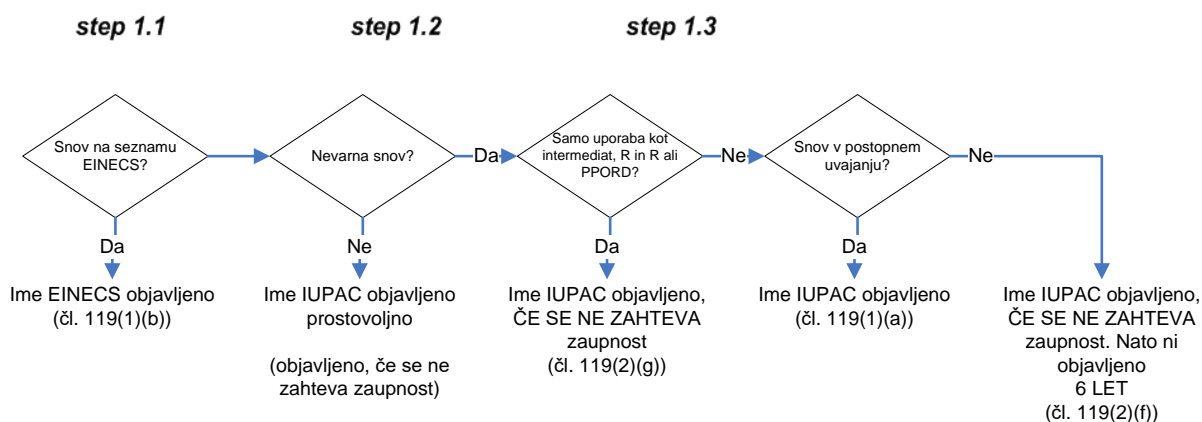 step 1.1
step 1.2
step 1.3
Snov na seznamu
EINECS?
Nevarna snov?
Da
Samo uporaba kot
intermediat, R in R ali
PPORD?
Ne
Snov v postopnem
uvajanju?
Ne
Da
Ne
Da
Da
Ime EINECS objavljeno
(čl. 119(1)(b))
Ime IUPAC objavljeno
prostovoljno
(objavljeno, če se ne
zahteva zaupnost)
Ime IUPAC objavljeno,
ČE SE NE ZAHTEVA
zaupnost
(čl. 119(2)(g))
Ime IUPAC objavljeno
(čl. 119(1)(a))
Ime IUPAC objavljeno,
ČE SE NE ZAHTEVA
zaupnost. Nato ni
objavljeno
6 LET
(čl. 119(2)(f))